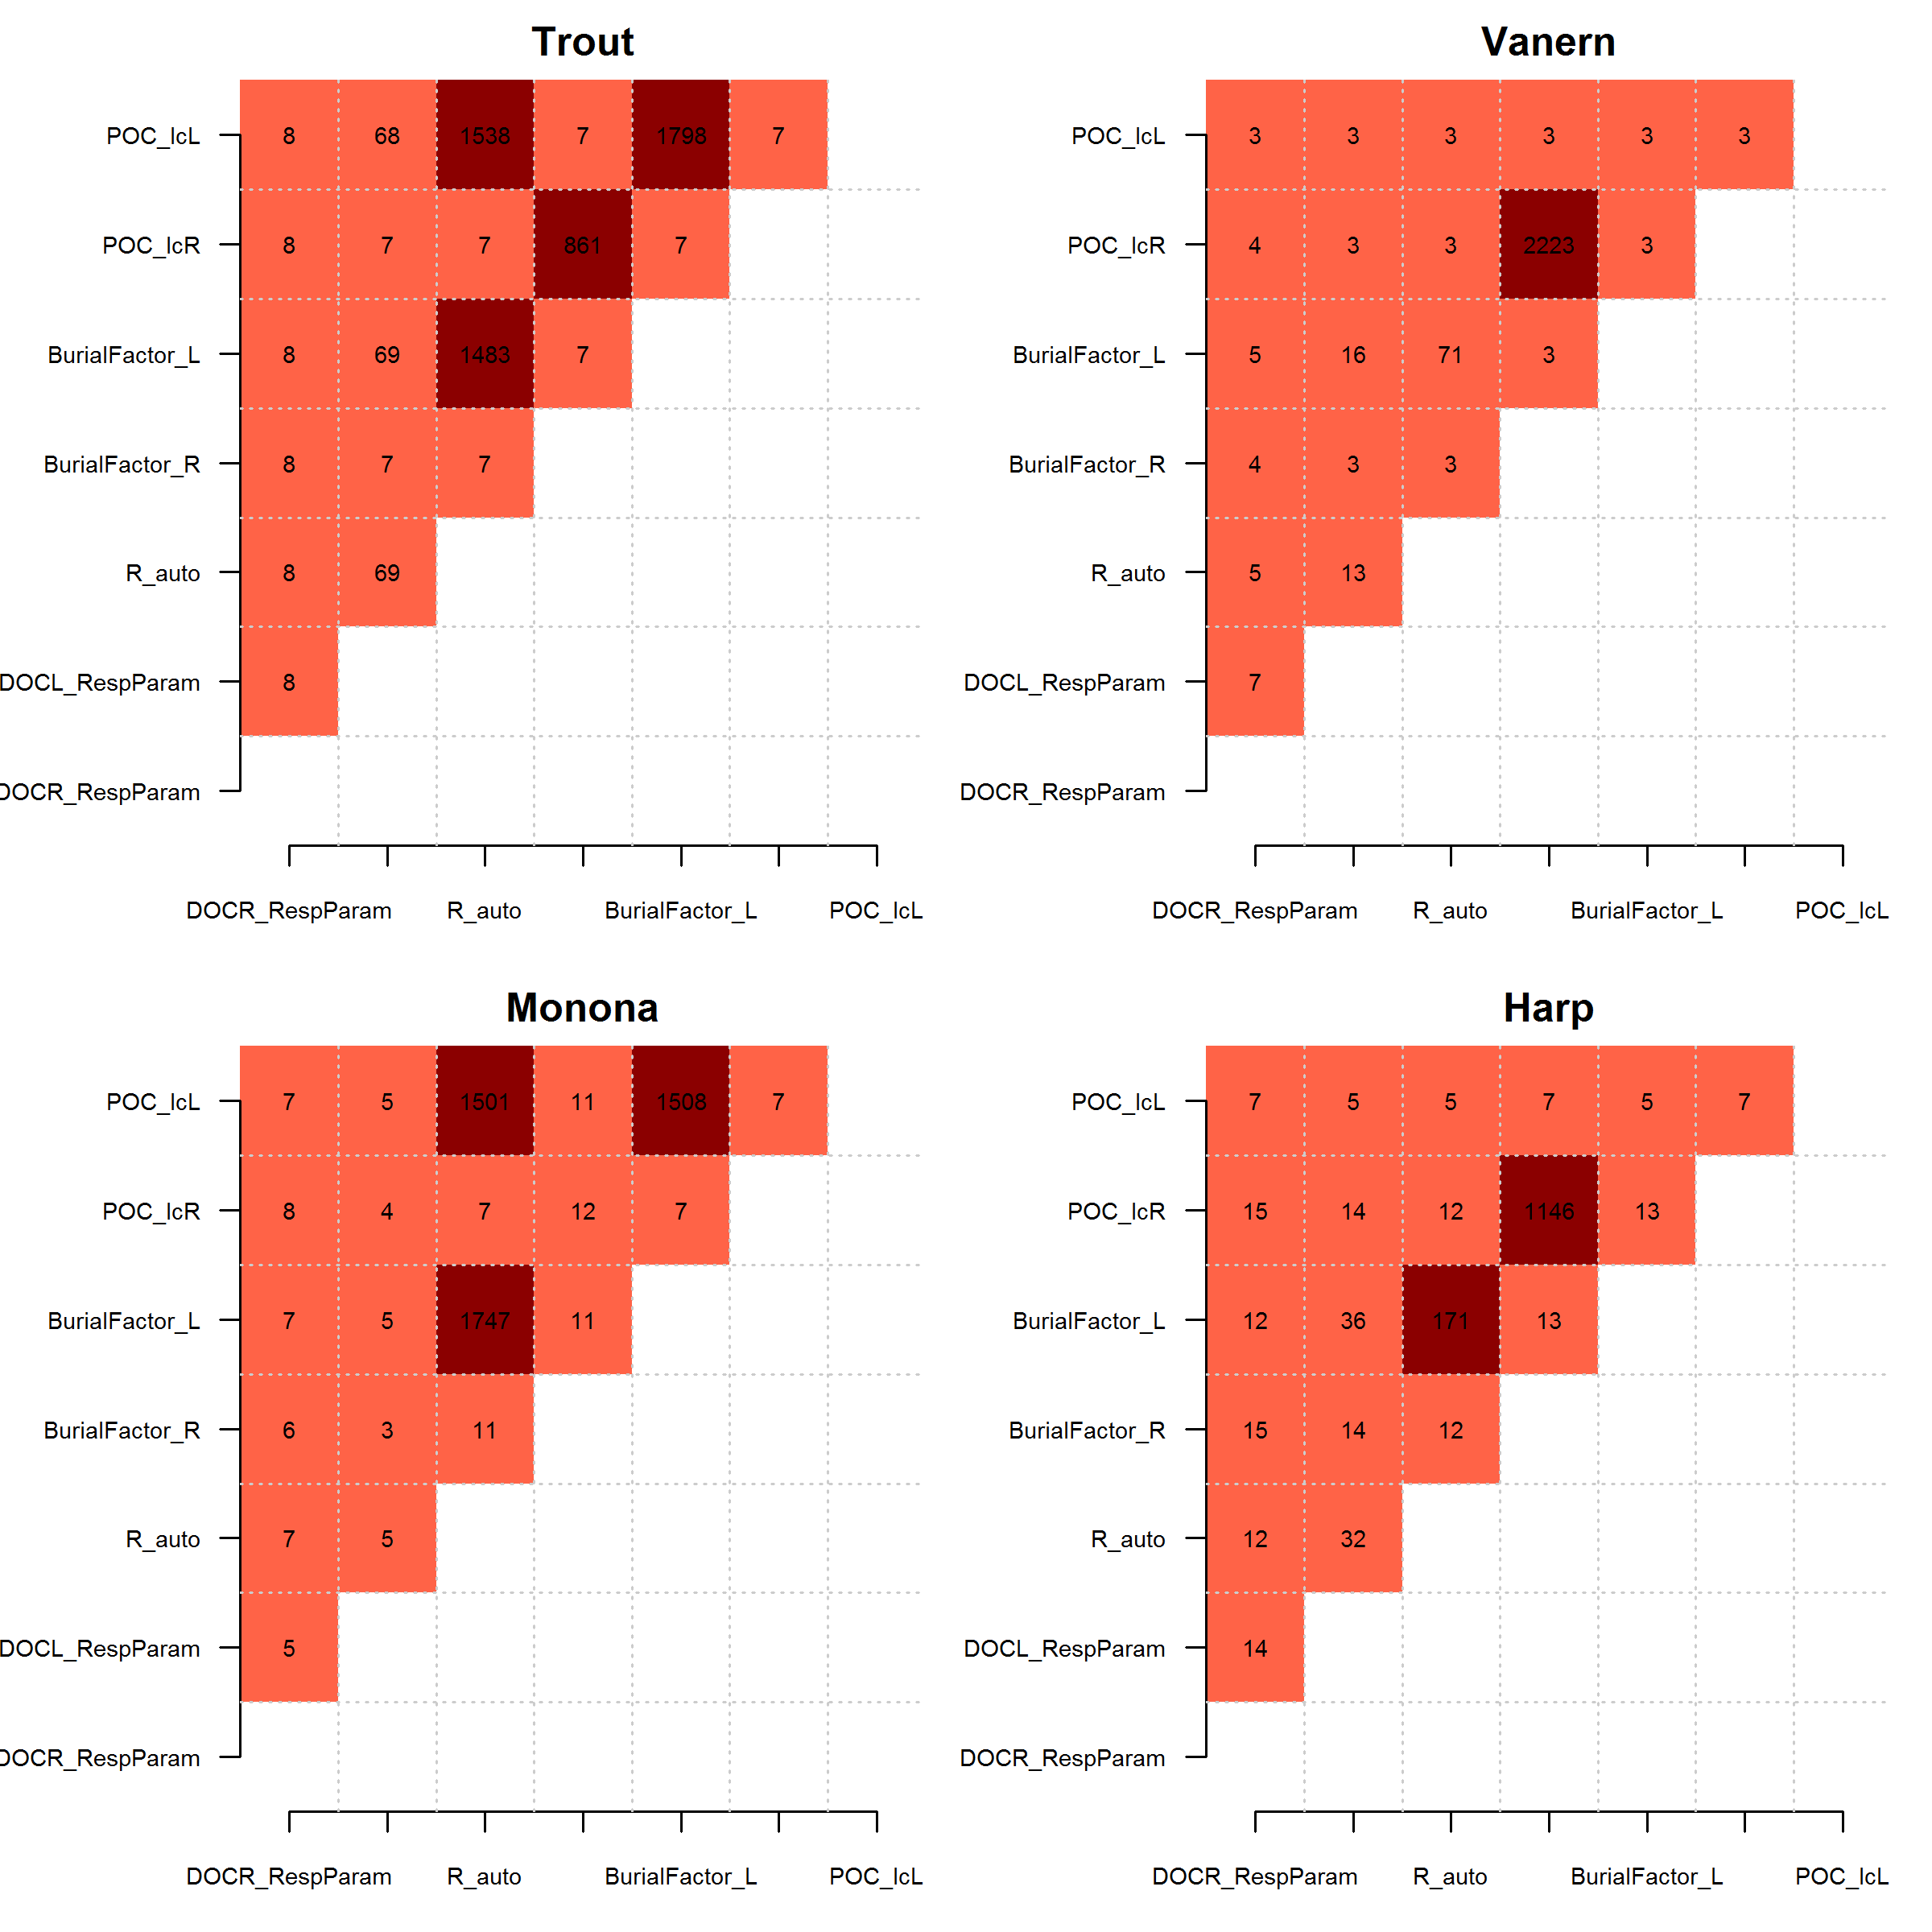 Trout
POC_lcL 8 68 1538 7 1798 7
POC_lcR 8 7 7 861 7
BurialFactor_L 8 69 1483 7
BurialFactor_R 8 7 7
R_auto 8 69
DOCL_RespParam 8
DOCR_RespParam
DOCR_RespParam R_auto BurialFactor_L POC_lcL
Vanern
POC_lcL 3 3 3 3 3 3
POC_lcR 4 3 3 2223 3
BurialFactor_L 5 16 71 3
BurialFactor_R 4 3 3
R_auto 5 13
DOCL_RespParam 7
DOCR_RespParam
DOCR_RespParam R_auto BurialFactor_L POC_lcL
Monona
POC_lcL 7 5 1501 11 1508 7
POC_lcR 8 4 7 12 7
BurialFactor_L 7 5 1747 11
BurialFactor_R 6 3 11
R_auto 7 5
DOCL_RespParam 5
DOCR_RespParam
DOCR_RespParam R_auto BurialFactor_L POC_lcL
Harp
POC_lcL 7 5 5 7 5 7
POC_lcR 15 14 12 1146 13
BurialFactor_L 12 36 171 13
BurialFactor_R 15 14 12
R_auto 12 32
DOCL_RespParam 14
DOCR_RespParam
DOCR_RespParam R_auto BurialFactor_L POC_lcL